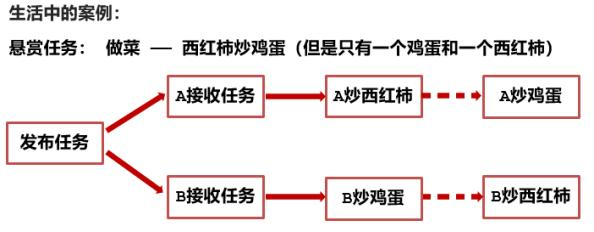 生活中的案例：
悬赏任务： 做菜 — 西红柿炒鸡蛋（但是只有一个鸡蛋和一个西红柿）
A接收任务
A炒西红柿
A炒鸡蛋
发布任务
B接收任务
B炒鸡蛋
B炒西红柿